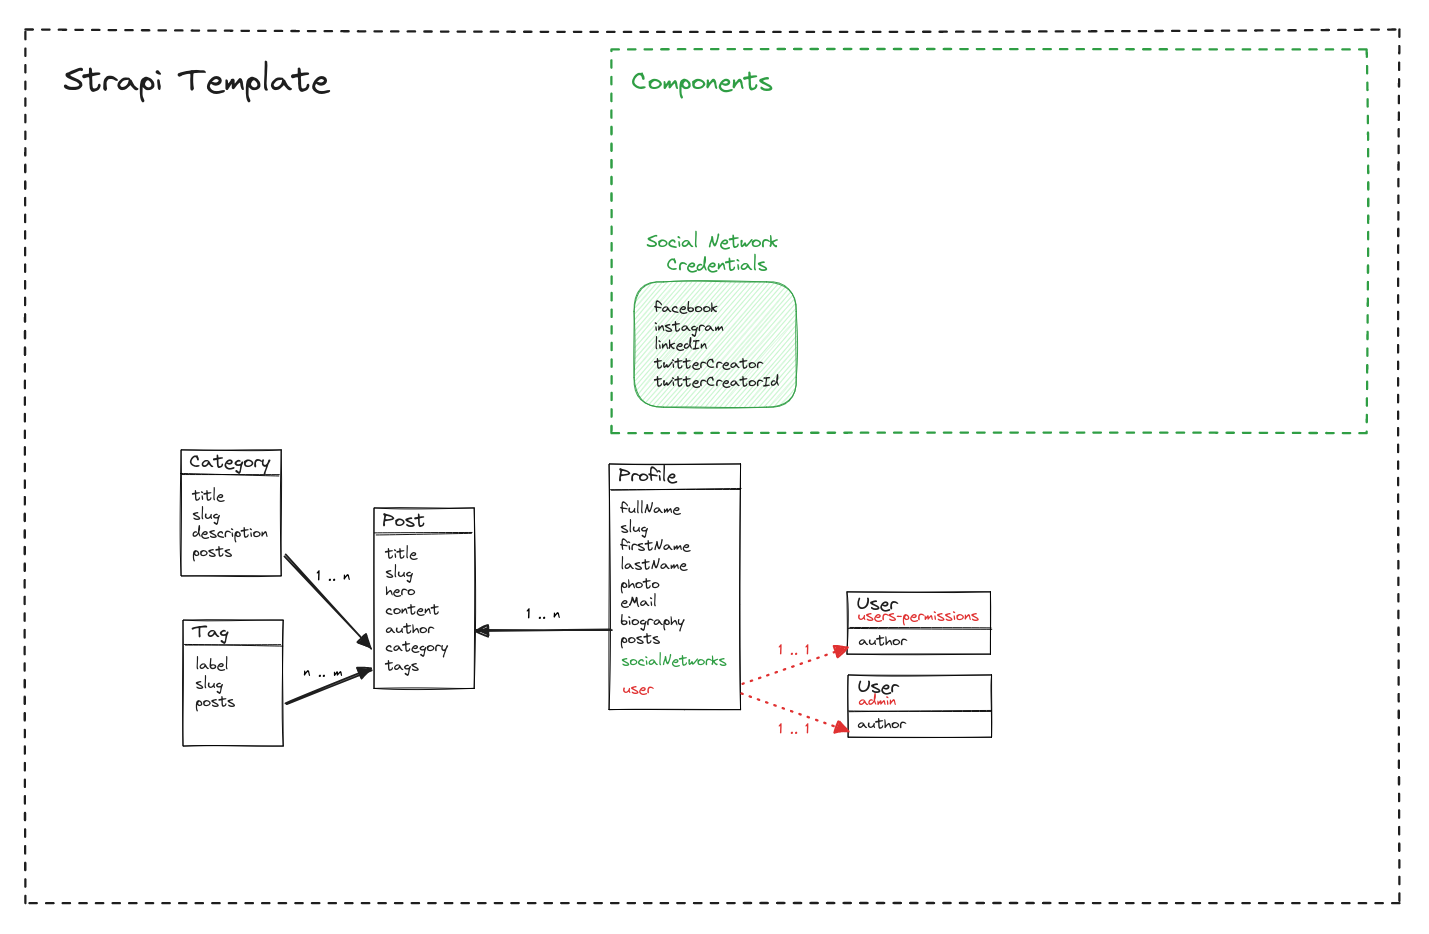 Strapi Template
Components
Social Network
Credentials
facebook
instagram
linkedIn
twitterCreator
twitterCreatorId
Category
title
slug
description
posts
1 .. n
Tag
label
slug
posts
n .. m
Post
title
slug
hero
content
author
category
tags
1 .. n
Profile
fullName
slug
firstName
lastName
photo
eMail
biography
posts
socialNetworks
user
1 .. 1
1 .. 1
User
users-permissions
author
User
admin
author